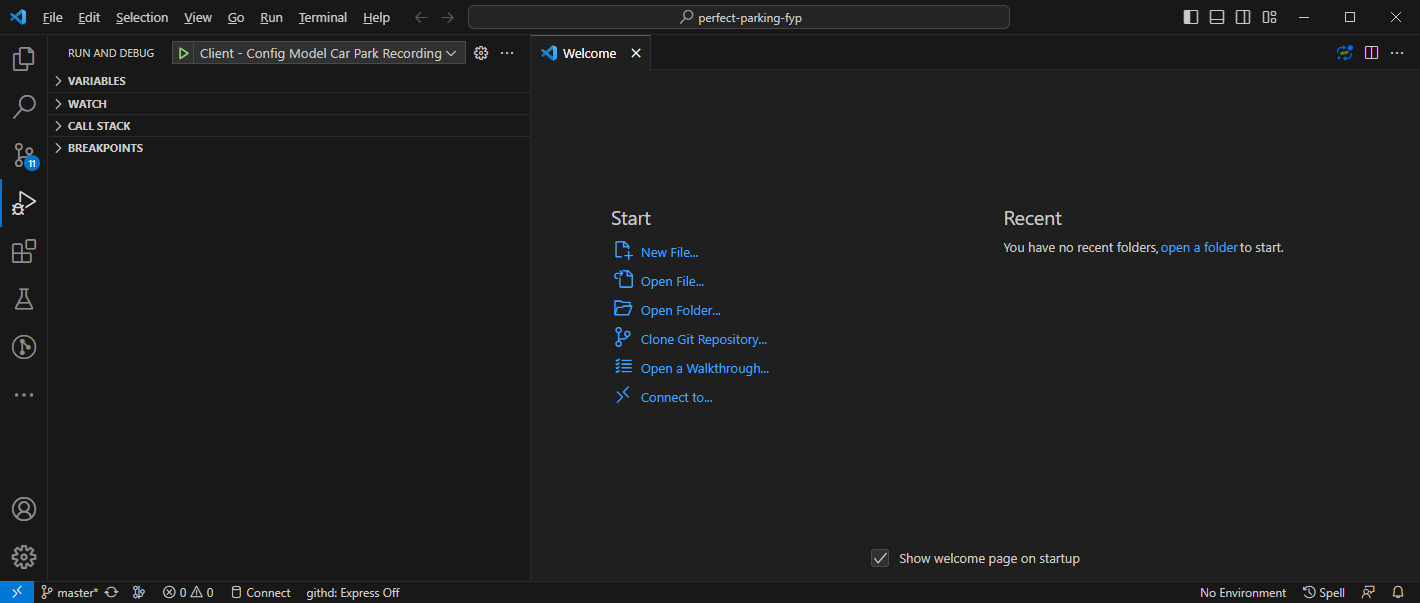 File Edit Selection View Go Run Terminal Help perfect-parking-fyp
RUN AND DEBUG Client - Config Model Car Park Recording
Welcome
VARIABLES
WATCH
CALL STACK
BREAKPOINTS
11
Start
New File...
Open File...
Open Folder...
Clone Git Repository...
Open a Walkthrough...
Connect to...
Recent
You have no recent folders, open a folder to start.
Show welcome page on startup
master* 0 0 Connect githd: Express Off No Environment Spell